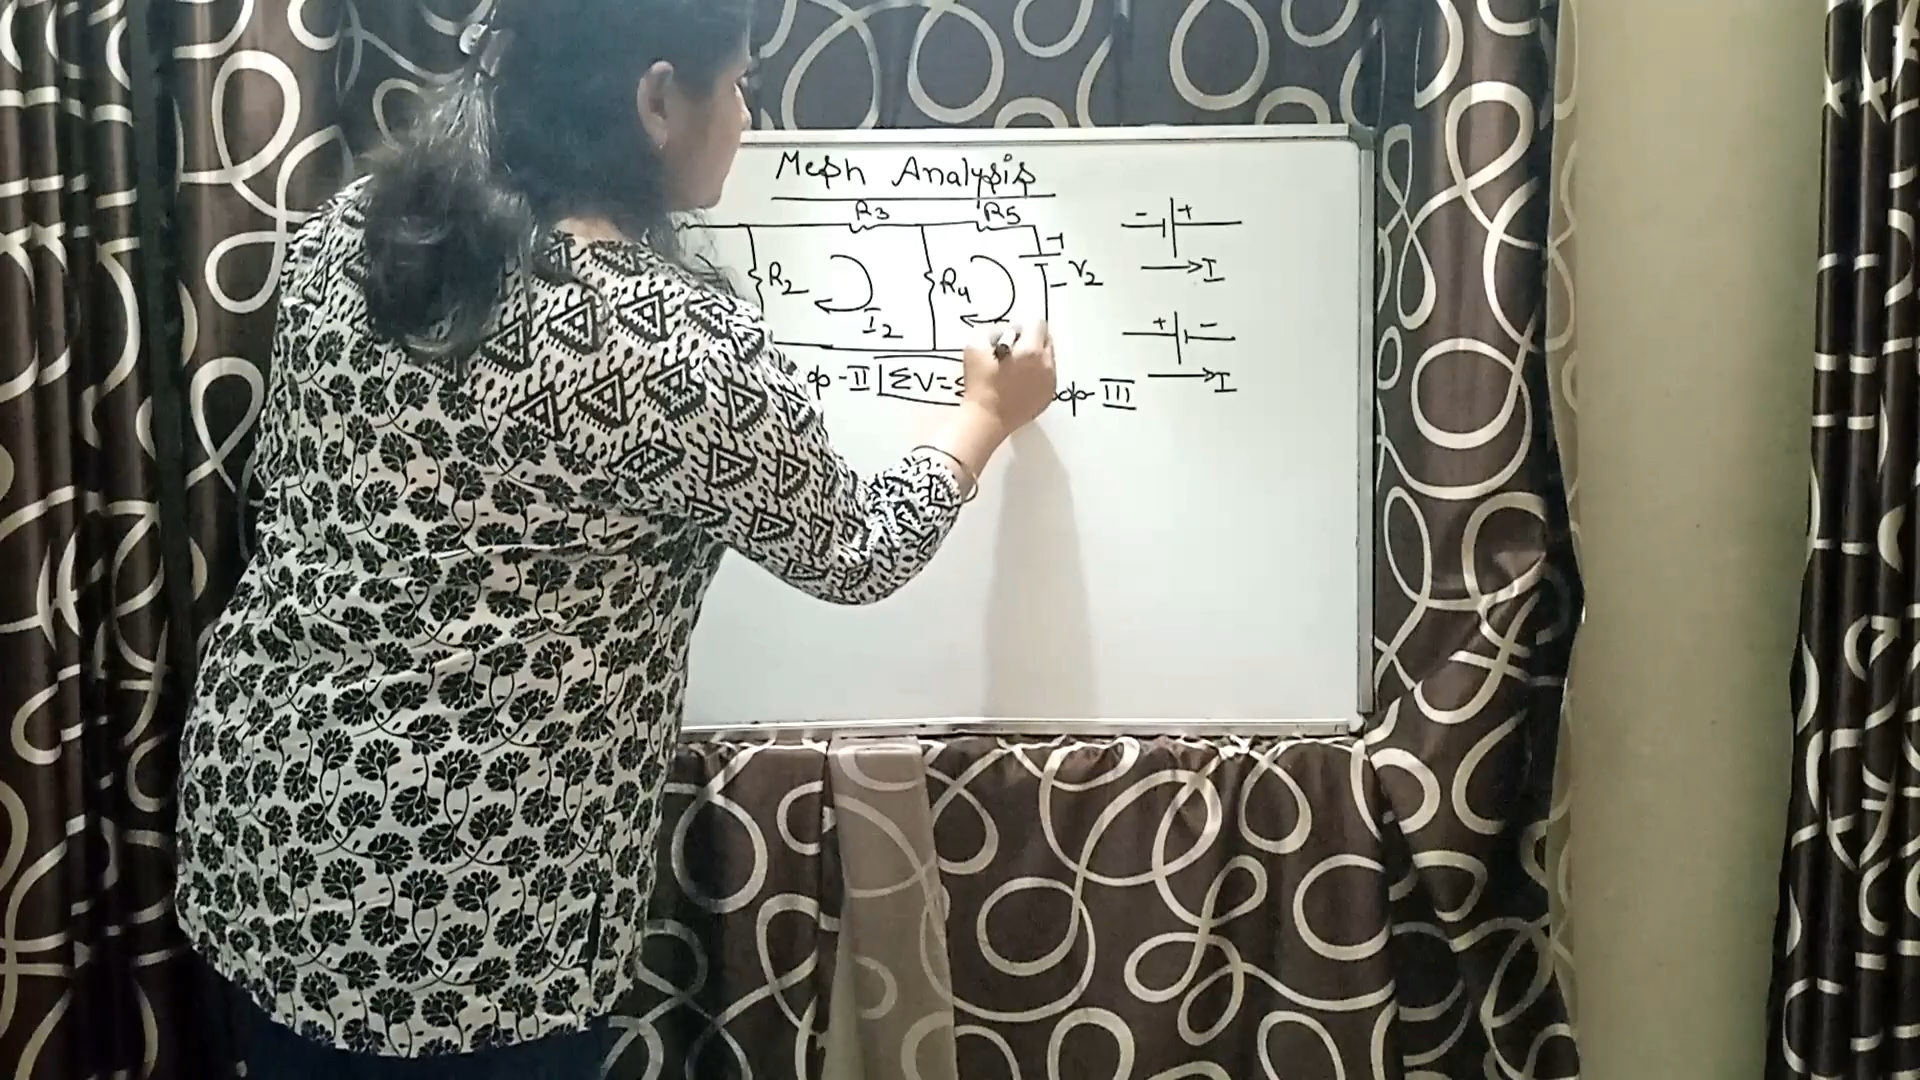 Mesh Analysis
R3 R5
- +
R2 R4 V2
+
-
I
I2
+ -
II ΣV= III
I